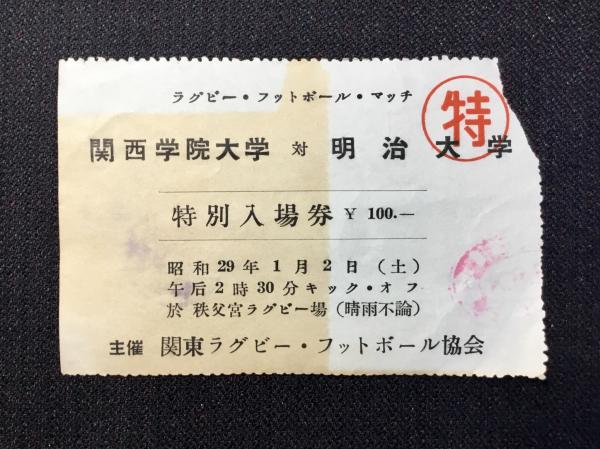 ラグビー・フットボール・マッチ
特
関西学院大学 対 明治大学
特別入場券 ¥ 100.—
昭和29年1月2日(土)
午后2時30分キック・オフ
於 秩父宮ラグビー場(晴雨不論)
主催 関東ラグビー・フットボール協会